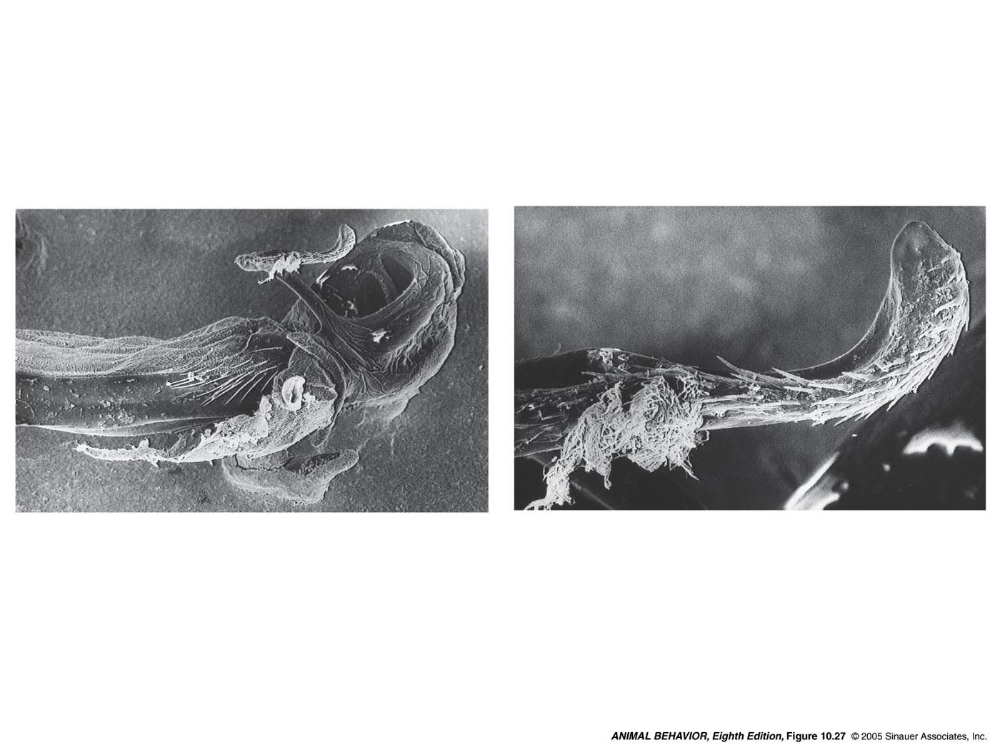 ANIMAL BEHAVIOR, Eighth Edition, Figure 10.27 © 2005 Sinauer Associates, Inc.